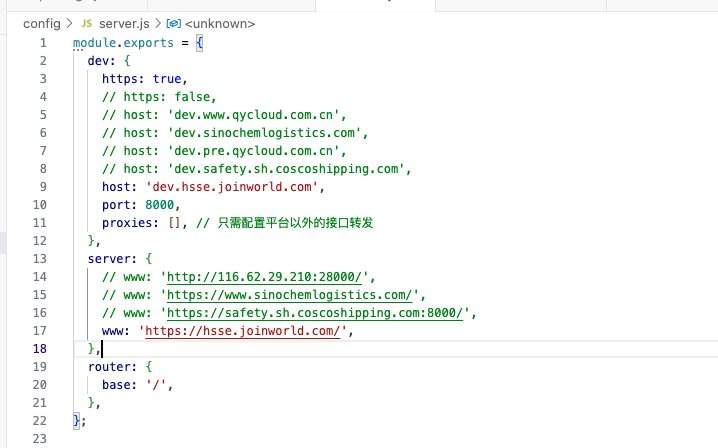 config > JS server.js > <unknown>
1 module.exports = {
2 dev: {
3 https: true,
4 // https: false,
5 // host: 'dev.www.qycloud.com.cn',
6 // host: 'dev.sinochemlogistics.com',
7 // host: 'dev.pre.qycloud.com.cn',
8 // host: 'dev.safety.sh.coscoshipping.com',
9 host: 'dev.hsse.joinworld.com',
10 port: 8000,
11 proxies: [], // 只需配置平台以外的接口转发
12 },
13 server: {
14 // www: 'http://116.62.29.210:28000/',
15 // www: 'https://www.sinochemlogistics.com/',
16 // www: 'https://safety.sh.coscoshipping.com:8000/',
17 www: 'https://hsse.joinworld.com/',
18 },
19 router: {
20 base: '/',
21 },
22 };
23